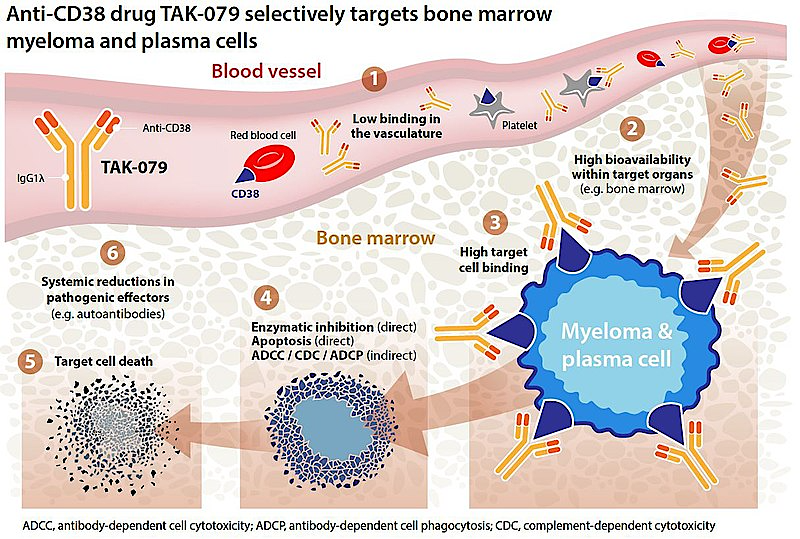 Anti-CD38 drug TAK-079 selectively targets bone marrow
myeloma and plasma cells
Blood vessel
1
Low binding in
the vasculature
Anti-CD38
IgG1λ
TAK-079
Red blood cell
CD38
Platelet
2
High bioavailability
within target organs
(e.g. bone marrow)
Bone marrow
3
High target
cell binding
Myeloma &
plasma cell
4
Enzymatic inhibition (direct)
Apoptosis (direct)
ADCC / CDC / ADCP (indirect)
5
Target cell death
6
Systemic reductions in
pathogenic effectors
(e.g. autoantibodies)
ADCC, antibody-dependent cell cytotoxicity; ADCP, antibody-dependent cell phagocytosis; CDC, complement-dependent cytotoxicity